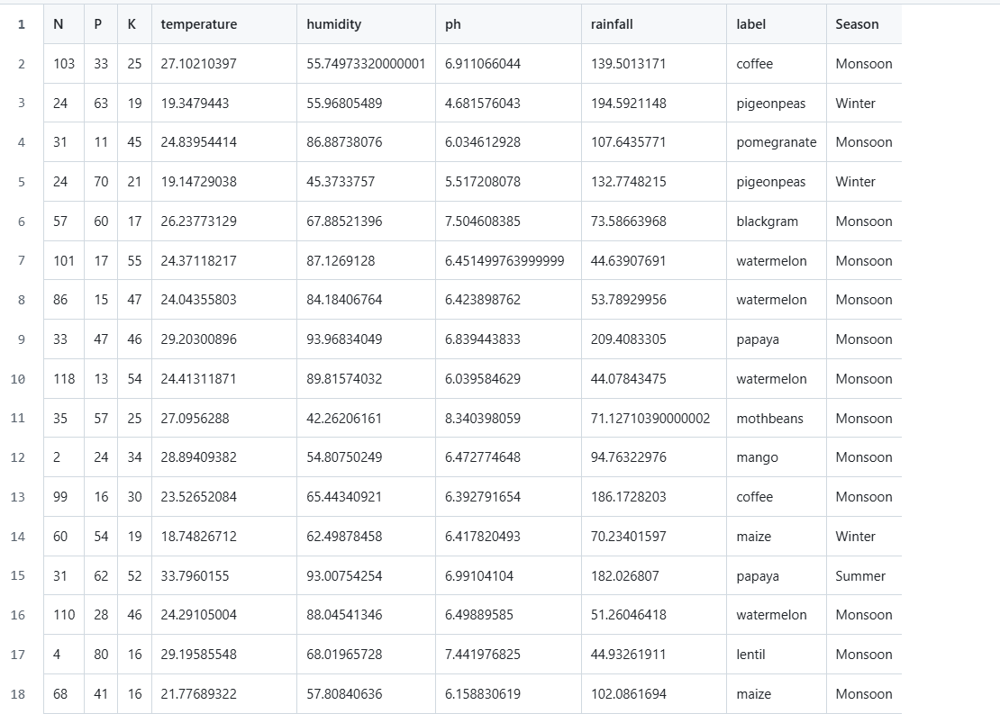 1 N P K temperature humidity ph rainfall label Season
2 103 33 25 27.10210397 55.74973320000001 6.911066044 139.5013171 coffee Monsoon
3 24 63 19 19.3479443 55.96805489 4.681576043 194.5921148 pigeonpeas Winter
4 31 11 45 24.83954414 86.88738076 6.034612928 107.6435771 pomegranate Monsoon
5 24 70 21 19.14729038 45.3733757 5.517208078 132.7748215 pigeonpeas Winter
6 57 60 17 26.23773129 67.88521396 7.504608385 73.58663968 blackgram Monsoon
7 101 17 55 24.37118217 87.1269128 6.451499763999999 44.63907691 watermelon Monsoon
8 86 15 47 24.04355803 84.18406764 6.423898762 53.78929956 watermelon Monsoon
9 33 47 46 29.20300896 93.96834049 6.839443833 209.4083305 papaya Monsoon
10 118 13 54 24.41311871 89.81574032 6.039584629 44.07843475 watermelon Monsoon
11 35 57 25 27.0956288 42.26206161 8.340398059 71.12710390000002 mothbeans Monsoon
12 2 24 34 28.89409382 54.80750249 6.472774648 94.76322976 mango Monsoon
13 99 16 30 23.52652084 65.44340921 6.392791654 186.1728203 coffee Monsoon
14 60 54 19 18.74826712 62.49878458 6.417820493 70.23401597 maize Winter
15 31 62 52 33.7960155 93.00754254 6.99104104 182.026807 papaya Summer
16 110 28 46 24.29105004 88.04541346 6.49889585 51.26046418 watermelon Monsoon
17 4 80 16 29.19585548 68.01965728 7.441976825 44.93261911 lentil Monsoon
18 68 41 16 21.77689322 57.80840636 6.158830619 102.0861694 maize Monsoon